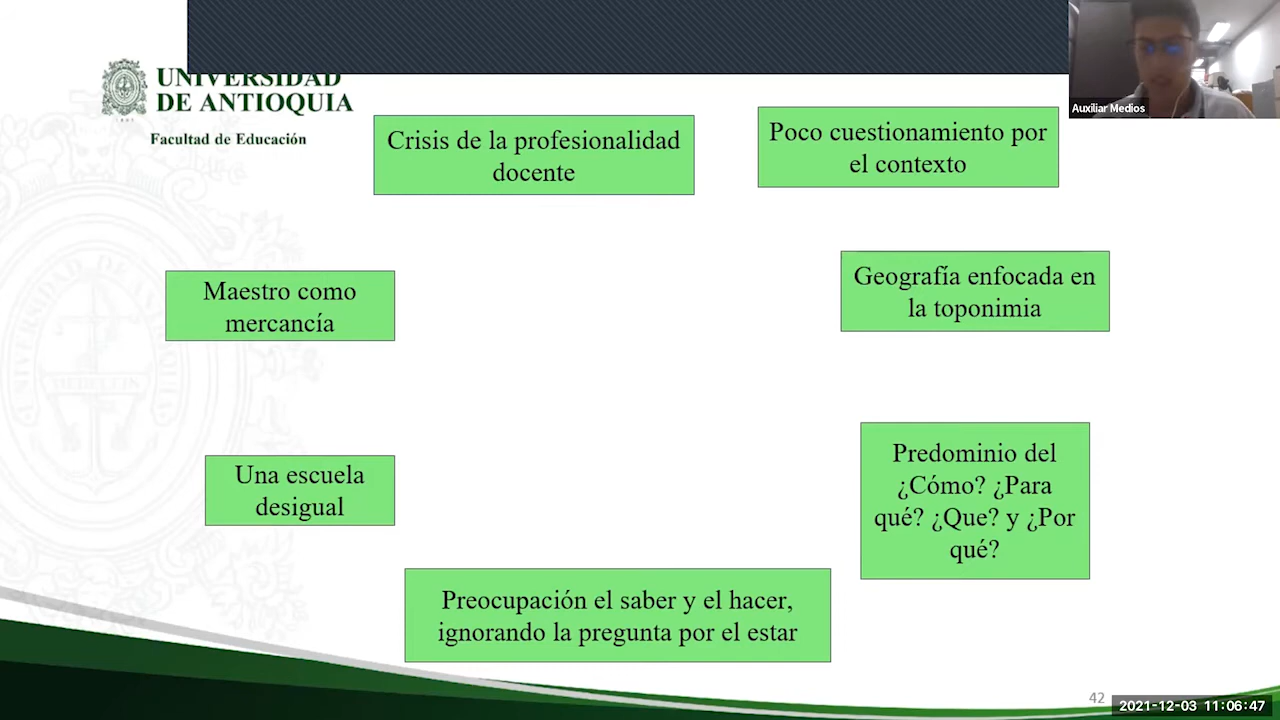 UNIVERSIDAD
DE ANTIOQUIA
Facultad de Educación
Auxiliar Medios
Crisis de la profesionalidad
docente
Poco cuestionamiento por
el contexto
Maestro como
mercancía
Geografía enfocada en
la toponimia
Una escuela
desigual
Predominio del
¿Cómo? ¿Para
qué? ¿Que? y ¿Por
qué?
Preocupación el saber y el hacer,
ignorando la pregunta por el estar
42
2021-12-03 11:06:47